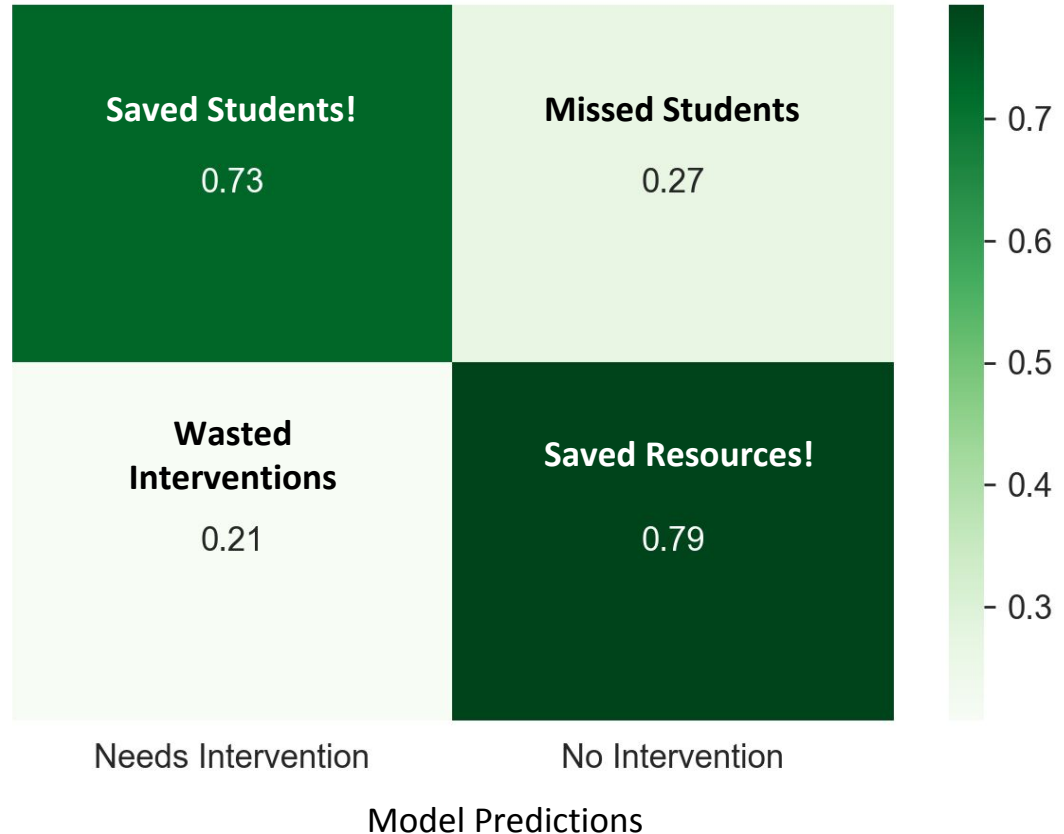 Saved Students!
Missed Students
0.73
0.27
Wasted
Interventions
Saved Resources!
0.21
0.79
0.7
0.6
0.5
0.4
0.3
Needs Intervention
No Intervention
Model Predictions